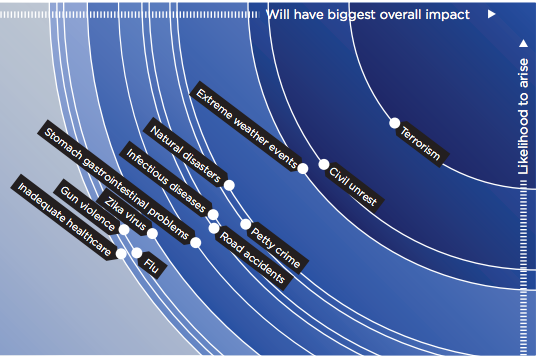 Will have biggest overall impact
Likelihood to arise
Extreme weather events
Terrorism
Natural disasters
Civil unrest
Infectious diseases
Stomach gastrointestinal problems
Petty crime
Road accidents
Zika virus
Gun violence
Inadequate healthcare
Flu